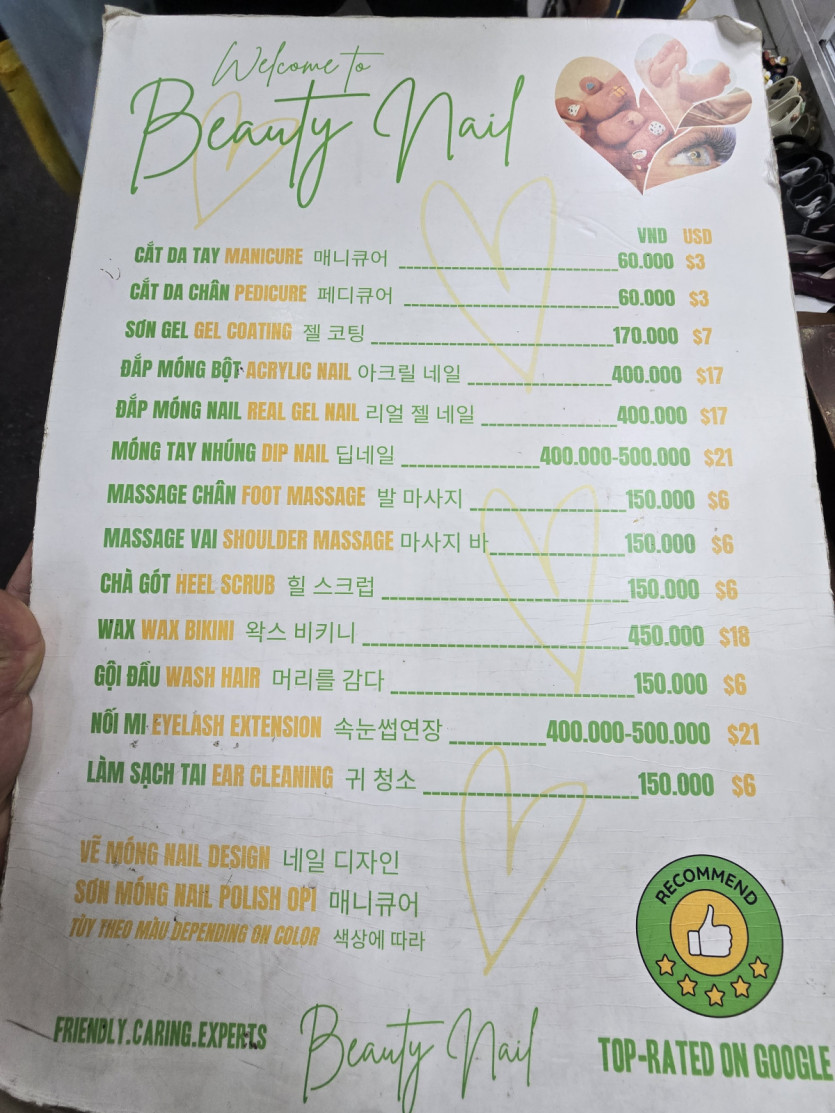 Welcome to
Beauty Nail
VND USD
CẮT DA TAY MANICURE 매니큐어 60.000 $3
CẮT DA CHÂN PEDICURE 페디큐어 60.000 $3
SƠN GEL GEL COATING 젤 코팅 170.000 $7
ĐẮP MÓNG BỘT ACRYLIC NAIL 아크릴 네일 400.000 $17
ĐẮP MÓNG NAIL REAL GEL NAIL 리얼 젤 네일 400.000 $17
MÓNG TAY NHÚNG DIP NAIL 딥네일 400.000-500.000 $21
MASSAGE CHÂN FOOT MASSAGE 발 마사지 150.000 $6
MASSAGE VAI SHOULDER MASSAGE 마사지 바 150.000 $6
CHÀ GÓT HEEL SCRUB 힐 스크럽 150.000 $6
WAX WAX BIKINI 왁스 비키니 450.000 $18
GỘI ĐẦU WASH HAIR 머리를 감다 150.000 $6
NỐI MI EYELASH EXTENSION 속눈썹연장 400.000-500.000 $21
LÀM SẠCH TAI EAR CLEANING 귀 청소 150.000 $6
VẼ MÓNG NAIL DESIGN 네일 디자인
SƠN MÓNG NAIL POLISH OPI 매니큐어
TÙY THEO MÀU DEPENDING ON COLOR 색상에 따라
RECOMMEND
FRIENDLY.CARING.EXPERTS
Beauty Nail
TOP-RATED ON GOOGLE